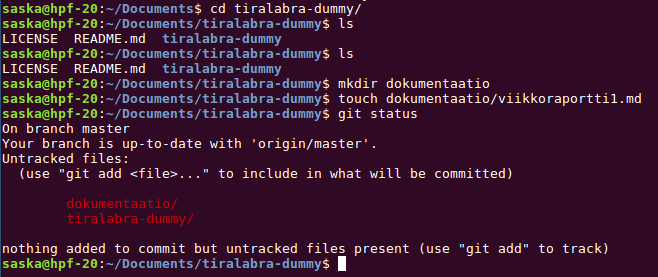 saska@hpf-20:~/Documents$ cd tiralabra-dummy/
saska@hpf-20:~/Documents/tiralabra-dummy$ ls
LICENSE  README.md  tiralabra-dummy
saska@hpf-20:~/Documents/tiralabra-dummy$ ls
LICENSE  README.md  tiralabra-dummy
saska@hpf-20:~/Documents/tiralabra-dummy$ mkdir dokumentaatio
saska@hpf-20:~/Documents/tiralabra-dummy$ touch dokumentaatio/viikkoraportti1.md
saska@hpf-20:~/Documents/tiralabra-dummy$ git status
On branch master
Your branch is up-to-date with 'origin/master'.
Untracked files:
  (use "git add <file>..." to include in what will be committed)
        dokumentaatio/
        tiralabra-dummy/
nothing added to commit but untracked files present (use "git add" to track)
saska@hpf-20:~/Documents/tiralabra-dummy$